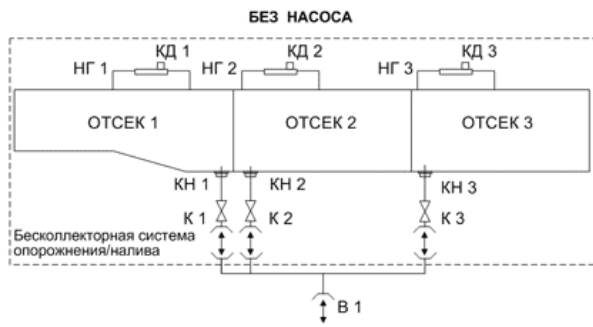 БЕЗ НАСОСА
КД 1
КД 2
КД 3
НГ 1
НГ 2
НГ 3
ОТСЕК 1
ОТСЕК 2
ОТСЕК 3
КН 1
КН 2
КН 3
К 1
К 2
К 3
Бесколлекторная система
опорожнения/налива
В 1